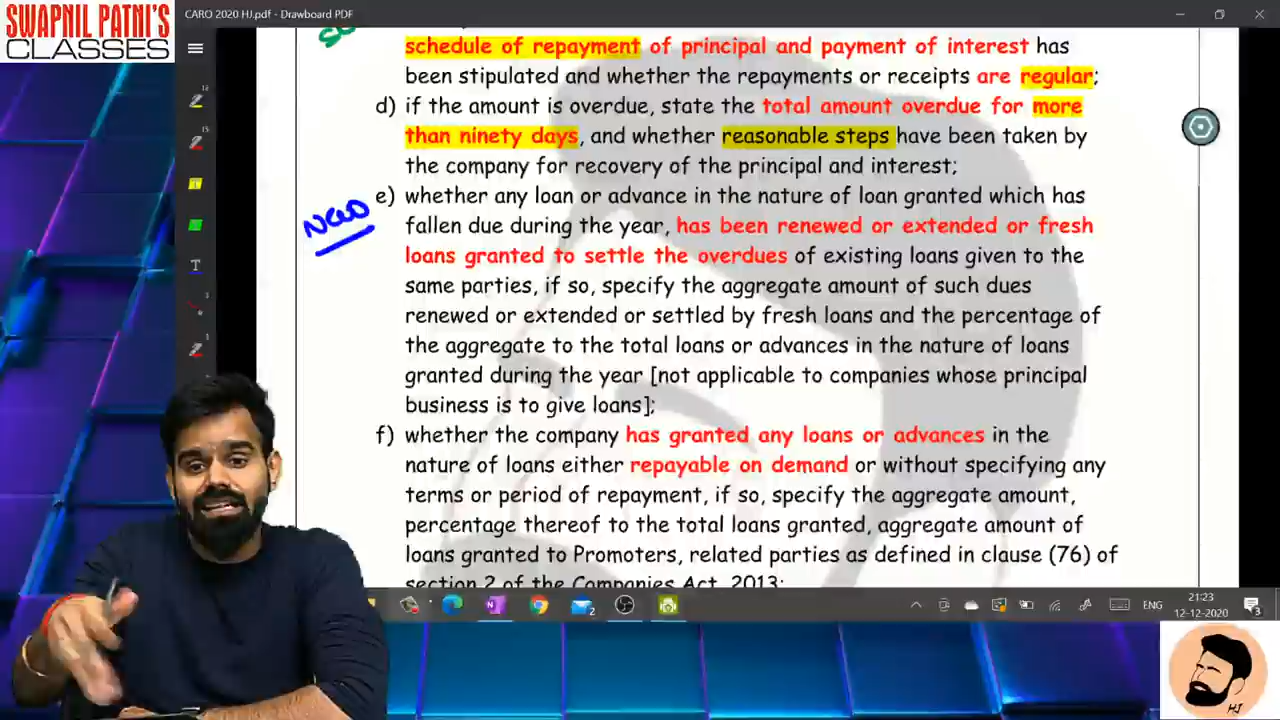 SWAPNIL PATNI'S
CLASSES
CARO 2020 HJ.pdf - Drawboard PDF
schedule of repayment of principal and payment of interest has
been stipulated and whether the repayments or receipts are regular;
d) if the amount is overdue, state the total amount overdue for more
than ninety days, and whether reasonable steps have been taken by
the company for recovery of the principal and interest;
e) whether any loan or advance in the nature of loan granted which has
fallen due during the year, has been renewed or extended or fresh
loans granted to settle the overdues of existing loans given to the
same parties, if so, specify the aggregate amount of such dues
renewed or extended or settled by fresh loans and the percentage of
the aggregate to the total loans or advances in the nature of loans
granted during the year [not applicable to companies whose principal
business is to give loans];
f) whether the company has granted any loans or advances in the
nature of loans either repayable on demand or without specifying any
terms or period of repayment, if so, specify the aggregate amount,
percentage thereof to the total loans granted, aggregate amount of
loans granted to Promoters, related parties as defined in clause (76) of
section 2 of the Companies Act, 2013;
ENG
21:23
12-12-2020
HJ